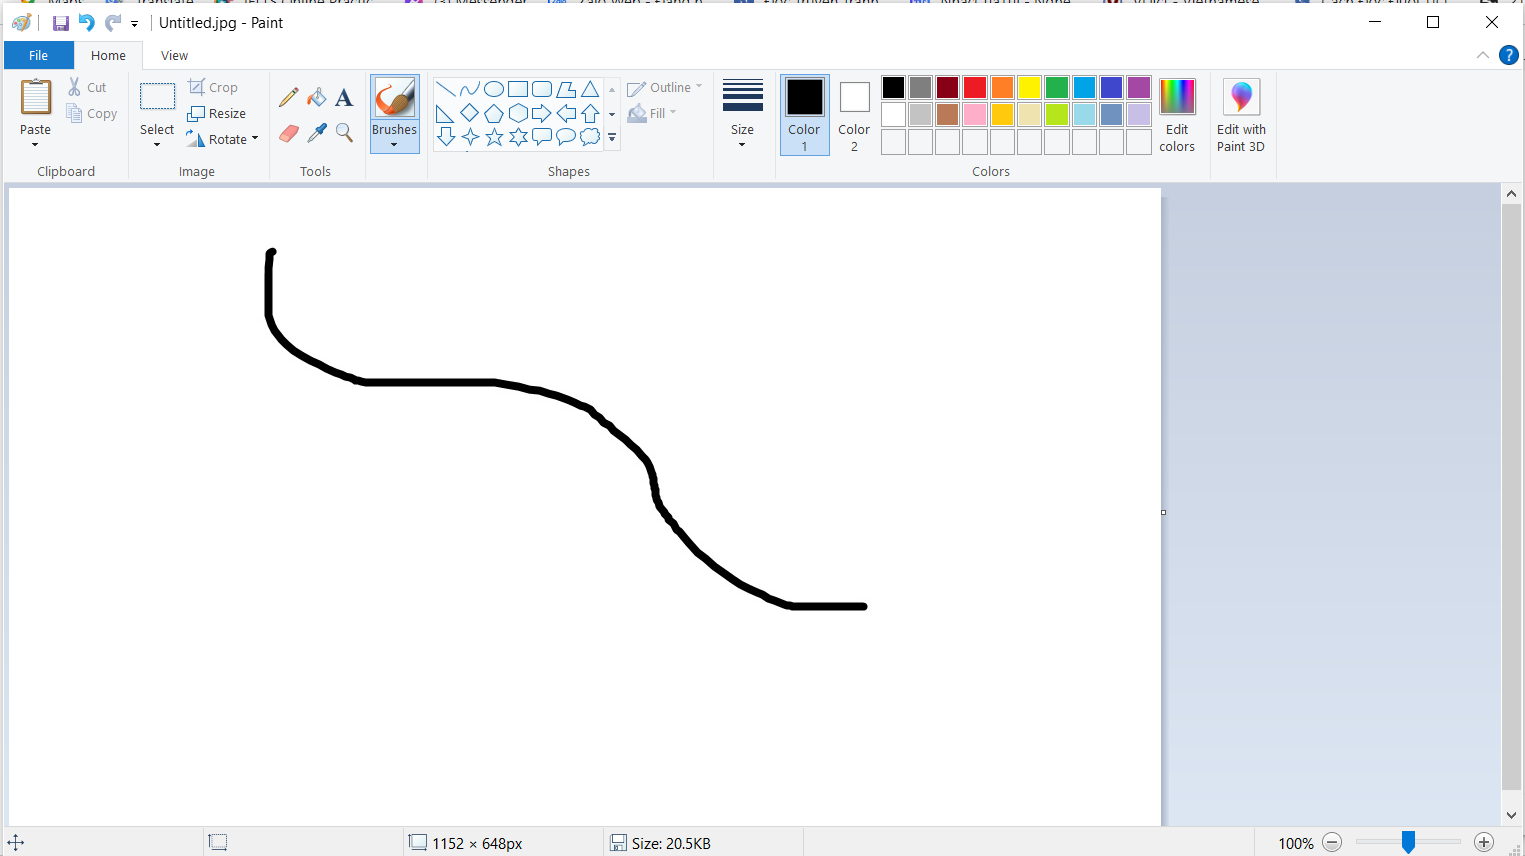 Untitled.jpg - Paint
File Home View
Paste
Cut
Copy
Clipboard
Select
Crop
Resize
Rotate
Image
A
Tools
Brushes
Shapes
Outline
Fill
Size
Color 1
Color 2
Edit colors
Colors
Edit with Paint 3D
1152 × 648px
Size: 20.5KB
100%